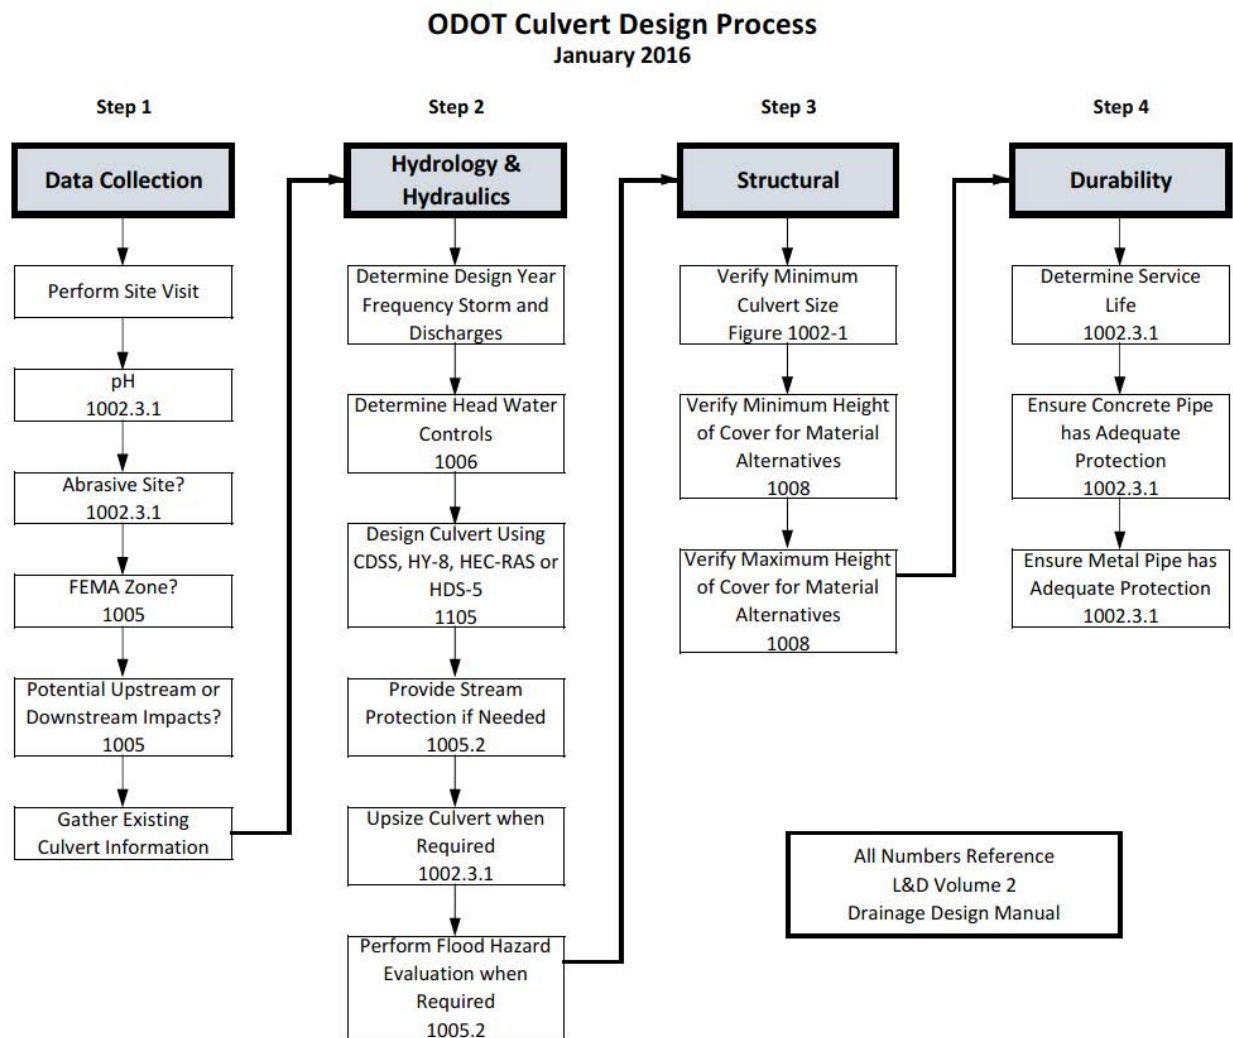 ODOT Culvert Design Process
January 2016
Step 1
Data Collection
Perform Site Visit
pH
1002.3.1
Abrasive Site?
1002.3.1
FEMA Zone?
1005
Potential Upstream or
Downstream Impacts?
1005
Gather Existing
Culvert Information
Step 2
Hydrology &
Hydraulics
Determine Design Year
Frequency Storm and
Discharges
Determine Head Water
Controls
1006
Design Culvert Using
CDSS, HY-8, HEC-RAS or
HDS-5
1105
Provide Stream
Protection if Needed
1005.2
Upsize Culvert when
Required
1002.3.1
Perform Flood Hazard
Evaluation when
Required
1005.2
Step 3
Structural
Verify Minimum
Culvert Size
Figure 1002-1
Verify Minimum Height
of Cover for Material
Alternatives
1008
Verify Maximum Height
of Cover for Material
Alternatives
1008
Step 4
Durability
Determine Service
Life
1002.3.1
Ensure Concrete Pipe
has Adequate
Protection
1002.3.1
Ensure Metal Pipe has
Adequate Protection
1002.3.1
All Numbers Reference
L&D Volume 2
Drainage Design Manual